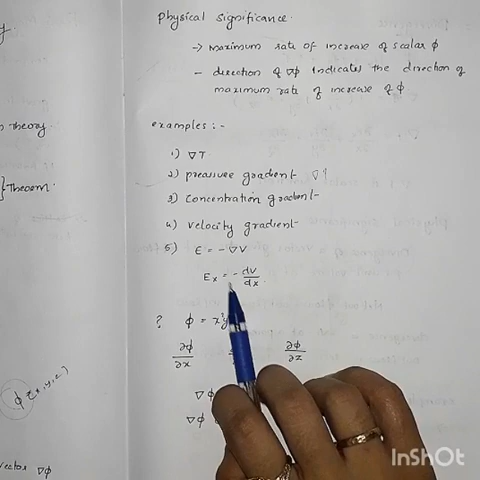 y.
Physical significance.
→ maximum rate of increase of scalar φ
- direction of ∇φ indicates the direction of
maximum rate of increase of φ.
n Theory
} Theorem.
examples :-
1) ∇T
2) pressure gradient ∇P
3) concentration gradient
4) velocity gradient
5) E = - ∇V
Ex = - dV/dx
? φ =
∂φ/∂x ∂φ/∂z
∇φ
∇φ
φ (x, y, z)
vector ∇φ
InShOt